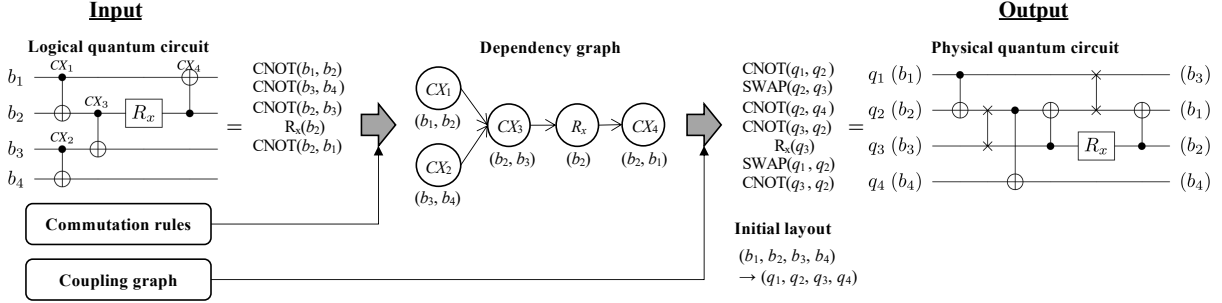 Input
Output
Logical quantum circuit
Dependency graph
Physical quantum circuit
CX₁
CX₄
b₁
CX₃
b₂
Rₓ
CX₂
b₃
b₄
=
CNOT(b₁, b₂)
CNOT(b₃, b₄)
CNOT(b₂, b₃)
Rₓ(b₂)
CNOT(b₂, b₁)
CX₁
(b₁, b₂)
CX₃
(b₂, b₃)
Rₓ
(b₂)
CX₄
(b₂, b₁)
CX₂
(b₃, b₄)
CNOT(q₁, q₂)
SWAP(q₂, q₃)
CNOT(q₂, q₄)
CNOT(q₃, q₂)
Rₓ(q₃)
SWAP(q₁, q₂)
CNOT(q₃, q₂)
=
q₁ (b₁) (b₃)
q₂ (b₂) (b₁)
q₃ (b₃) Rₓ (b₂)
q₄ (b₄) (b₄)
Commutation rules
Coupling graph
Initial layout
(b₁, b₂, b₃, b₄)
→ (q₁, q₂, q₃, q₄)